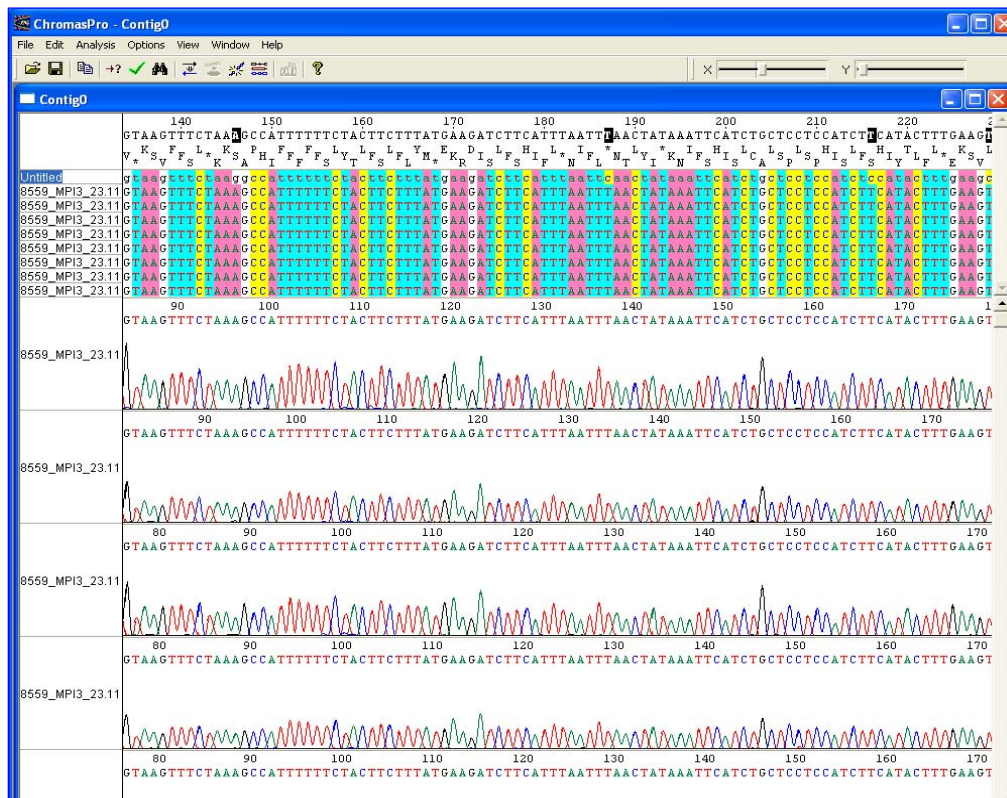 ChromasPro - Contig0
File Edit Analysis Options View Window Help
X Y
Contig0
140 150 160 170 180 190 200 210 220
GTAAGTTTCTAAAGCCATTTTTTCTACTTCTTTATGAAGATCTTCATTTAATTTAACTATAAATTCATCTGCTCCTCCATCTTCATACTTTGAAGT
Untitled gtaagtttctaaggccattttttctacttctttatgaagatcttcatttaattcaactataaattcatctgctcctccatctccatactttgaagc
8559_MPI3_23.11 GTAAGTTTCTAAAGCCATTTTTTCTACTTCTTTATGAAGATCTTCATTTAATTTAACTATAAATTCATCTGCTCCTCCATCTTCATACTTTGAAGT
8559_MPI3_23.11 GTAAGTTTCTAAAGCCATTTTTTCTACTTCTTTATGAAGATCTTCATTTAATTTAACTATAAATTCATCTGCTCCTCCATCTTCATACTTTGAAGT
8559_MPI3_23.11 GTAAGTTTCTAAAGCCATTTTTTCTACTTCTTTATGAAGATCTTCATTTAATTTAACTATAAATTCATCTGCTCCTCCATCTTCATACTTTGAAGT
8559_MPI3_23.11 GTAAGTTTCTAAAGCCATTTTTTCTACTTCTTTATGAAGATCTTCATTTAATTTAACTATAAATTCATCTGCTCCTCCATCTTCATACTTTGAAGT
8559_MPI3_23.11 GTAAGTTTCTAAAGCCATTTTTTCTACTTCTTTATGAAGATCTTCATTTAATTTAACTATAAATTCATCTGCTCCTCCATCTTCATACTTTGAAGT
8559_MPI3_23.11 GTAAGTTTCTAAAGCCATTTTTTCTACTTCTTTATGAAGATCTTCATTTAATTTAACTATAAATTCATCTGCTCCTCCATCTTCATACTTTGAAGT
8559_MPI3_23.11 GTAAGTTTCTAAAGCCATTTTTTCTACTTCTTTATGAAGATCTTCATTTAATTTAACTATAAATTCATCTGCTCCTCCATCTTCATACTTTGAAGT
8559_MPI3_23.11 GTAAGTTTCTAAAGCCATTTTTTCTACTTCTTTATGAAGATCTTCATTTAATTTAACTATAAATTCATCTGCTCCTCCATCTTCATACTTTGAAGT
90 100 110 120 130 140 150 160 170
GTAAGTTTCTAAAGCCATTTTTTCTACTTCTTTATGAAGATCTTCATTTAATTTAACTATAAATTCATCTGCTCCTCCATCTTCATACTTTGAAGT
8559_MPI3_23.11
90 100 110 120 130 140 150 160 170
GTAAGTTTCTAAAGCCATTTTTTCTACTTCTTTATGAAGATCTTCATTTAATTTAACTATAAATTCATCTGCTCCTCCATCTTCATACTTTGAAGT
8559_MPI3_23.11
80 90 100 110 120 130 140 150 160 170
GTAAGTTTCTAAAGCCATTTTTTCTACTTCTTTATGAAGATCTTCATTTAATTTAACTATAAATTCATCTGCTCCTCCATCTTCATACTTTGAAGT
8559_MPI3_23.11
80 90 100 110 120 130 140 150 160 170
GTAAGTTTCTAAAGCCATTTTTTCTACTTCTTTATGAAGATCTTCATTTAATTTAACTATAAATTCATCTGCTCCTCCATCTTCATACTTTGAAGT
8559_MPI3_23.11
80 90 100 110 120 130 140 150 160 170
GTAAGTTTCTAAAGCCATTTTTTCTACTTCTTTATGAAGATCTTCATTTAATTTAACTATAAATTCATCTGCTCCTCCATCTTCATACTTTGAAGT